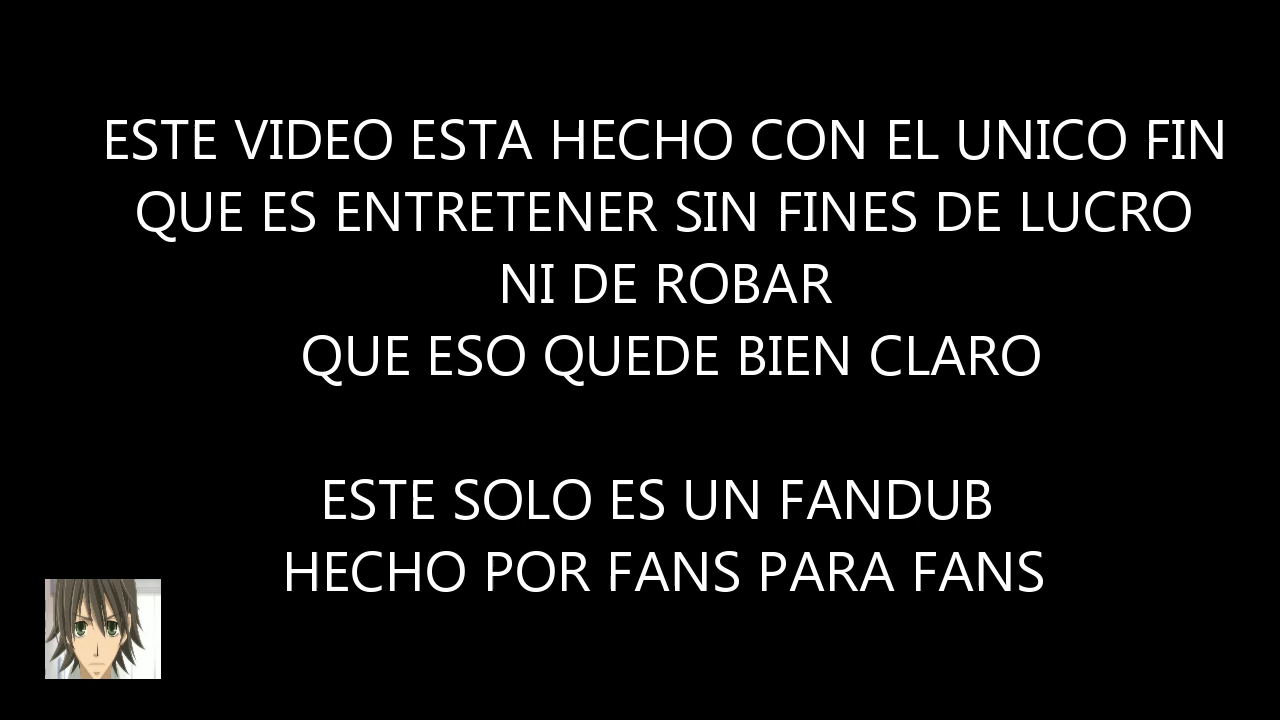 ESTE VIDEO ESTA HECHO CON EL UNICO FIN
QUE ES ENTRETENER SIN FINES DE LUCRO
NI DE ROBAR
QUE ESO QUEDE BIEN CLARO
ESTE SOLO ES UN FANDUB
HECHO POR FANS PARA FANS